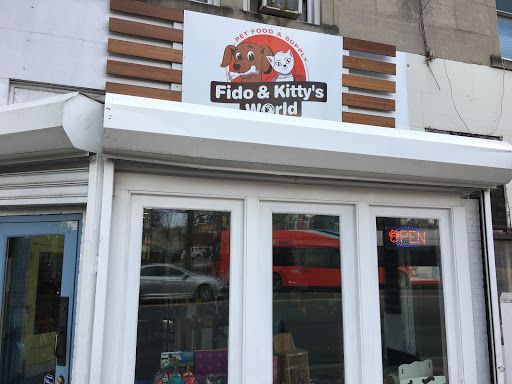 PET FOOD & SUPPLY
Fido & Kitty's
World
OPEN